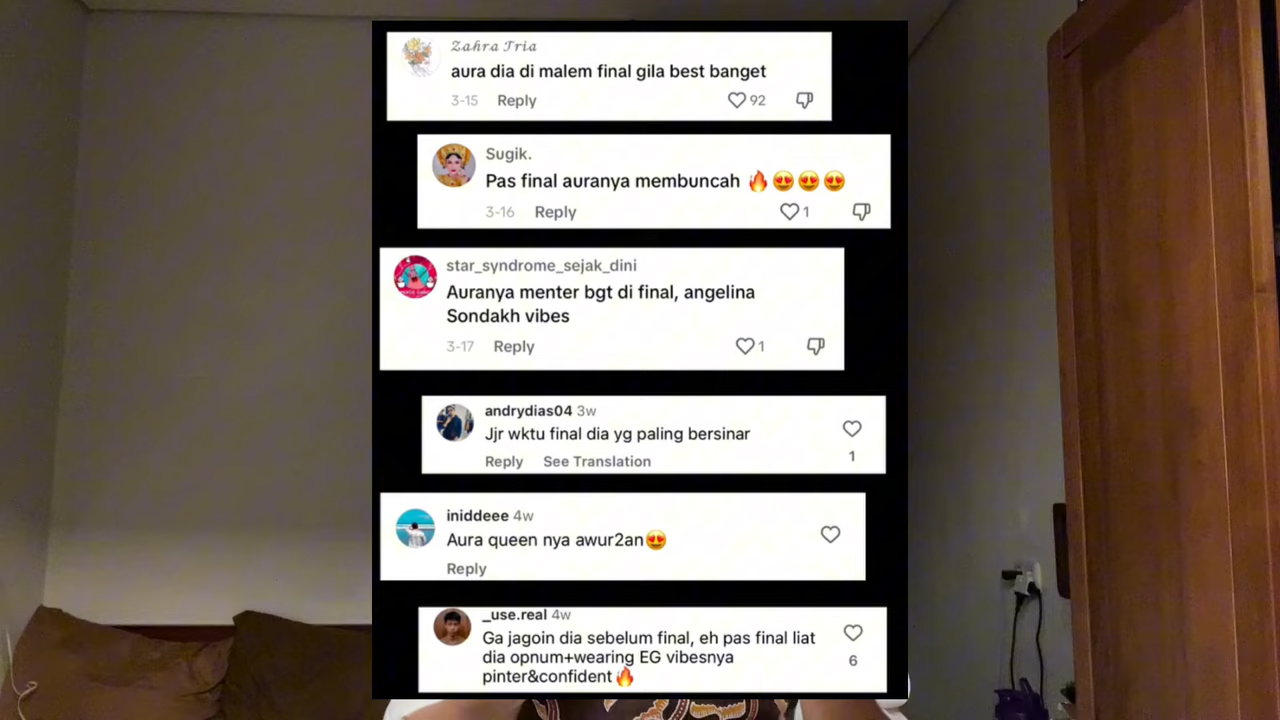 Zahra Tria
aura dia di malem final gila best banget
3-15 Reply 92
Sugik.
Pas final auranya membuncah 🔥😍😍😍
3-16 Reply 1
star_syndrome_sejak_dini
Auranya menter bgt di final, angelina
Sondakh vibes
3-17 Reply 1
andrydias04 3w
Jjr wktu final dia yg paling bersinar
1
Reply See Translation
iniddeee 4w
Aura queen nya awur2an😍
Reply
_use.real 4w
Ga jagoin dia sebelum final, eh pas final liat
dia opnum+wearing EG vibesnya
6
pinter&confident🔥